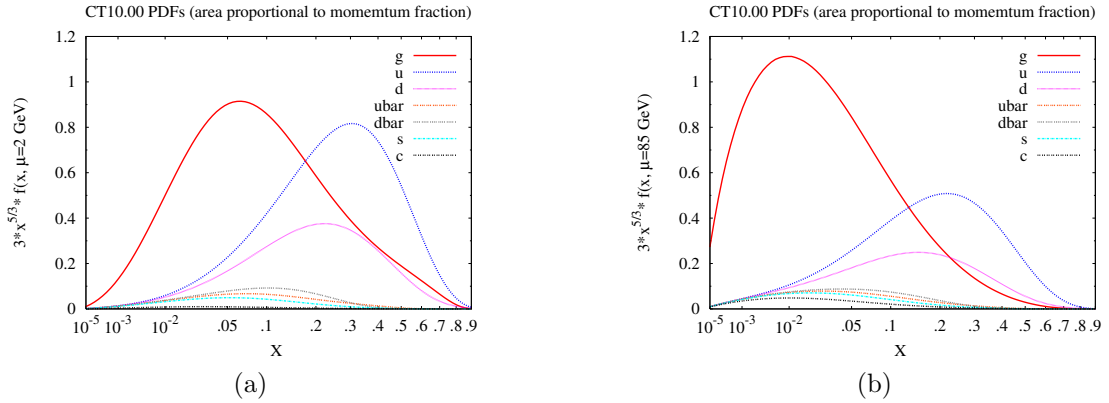 CT10.00 PDFs (area proportional to momemtum fraction)
3*x^5/3* f(x, μ=2 GeV)
1.2
1
0.8
0.6
0.4
0.2
0
g
u
d
ubar
dbar
s
c
10^-5 10^-3 10^-2 .05 .1 .2 .3 .4 .5 .6 .7 .8 .9
X
(a)
CT10.00 PDFs (area proportional to momemtum fraction)
3*x^5/3* f(x, μ=85 GeV)
1.2
1
0.8
0.6
0.4
0.2
0
g
u
d
ubar
dbar
s
c
10^-5 10^-3 10^-2 .05 .1 .2 .3 .4 .5 .6 .7 .8 .9
X
(b)